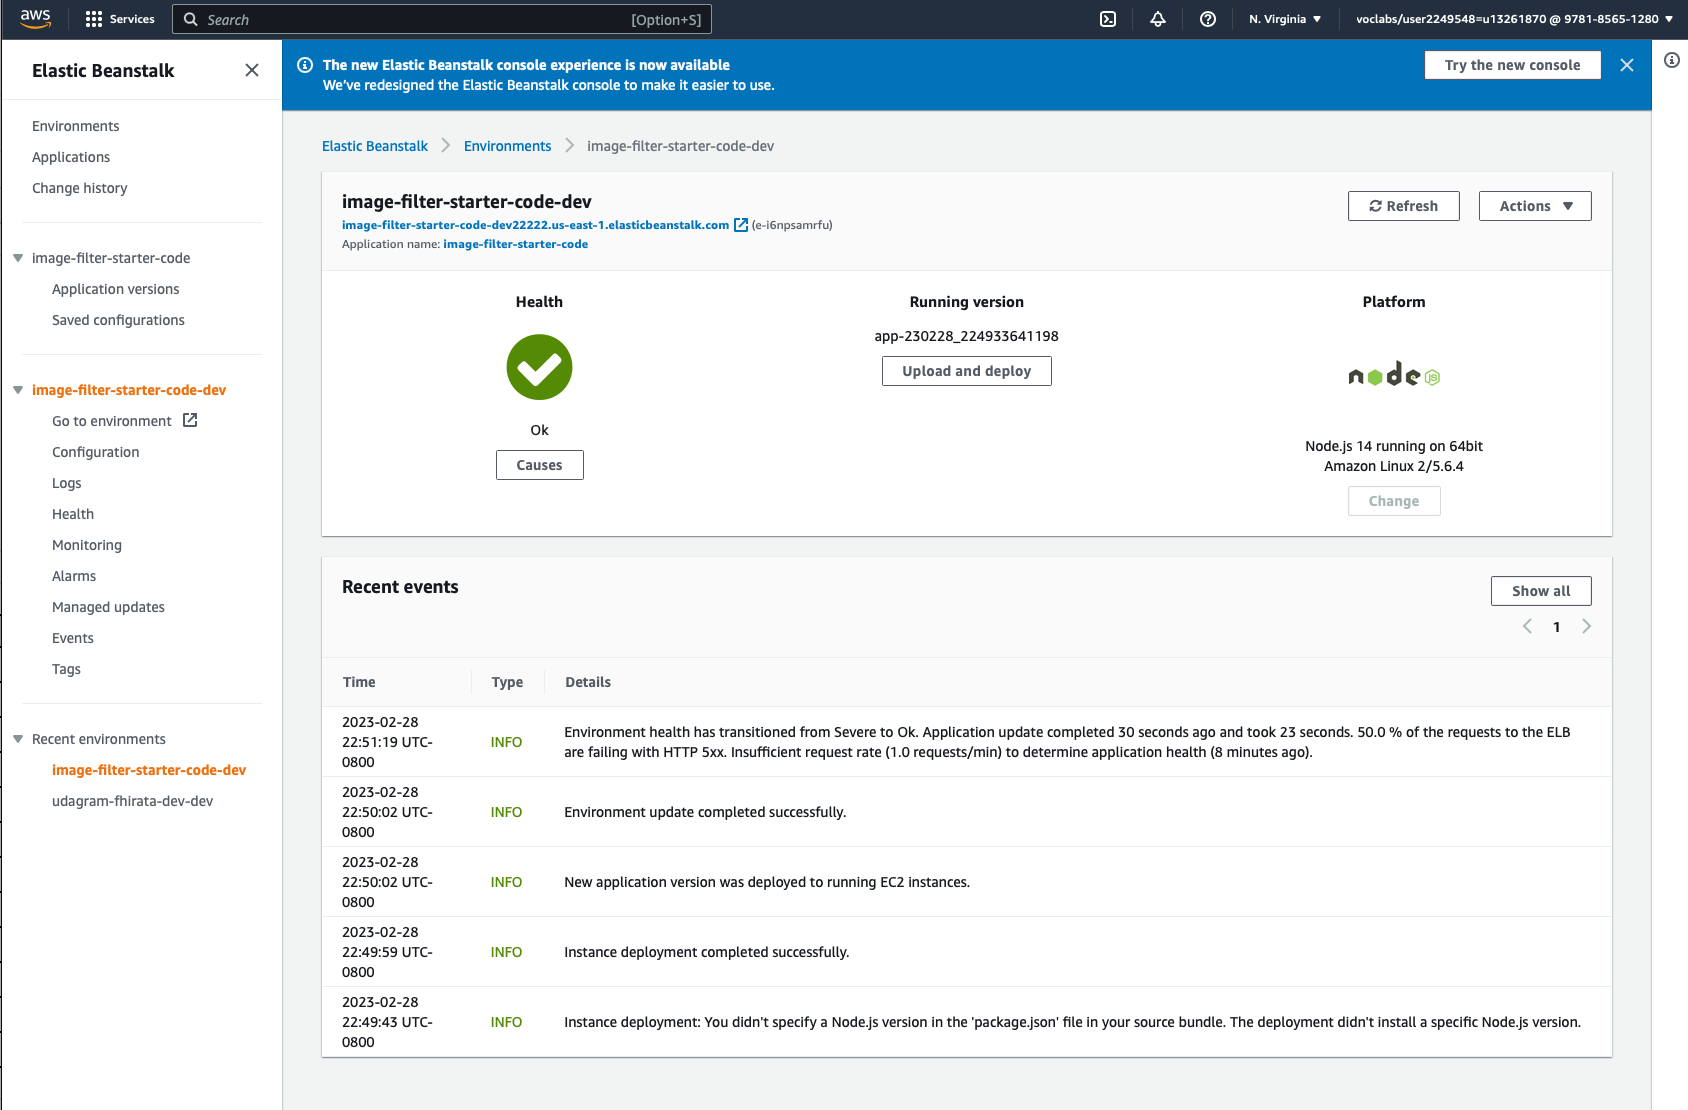 aws
Services
Search
[Option+S]
N. Virginia
voclabs/user2249548=u13261870 @ 9781-8565-1280
Elastic Beanstalk
Environments
Applications
Change history
image-filter-starter-code
Application versions
Saved configurations
image-filter-starter-code-dev
Go to environment
Configuration
Logs
Health
Monitoring
Alarms
Managed updates
Events
Tags
Recent environments
image-filter-starter-code-dev
udagram-fhirata-dev-dev
The new Elastic Beanstalk console experience is now available
We've redesigned the Elastic Beanstalk console to make it easier to use.
Try the new console
Elastic Beanstalk
Environments
image-filter-starter-code-dev
image-filter-starter-code-dev
image-filter-starter-code-dev22222.us-east-1.elasticbeanstalk.com (e-i6npsamrfu)
Application name: image-filter-starter-code
Refresh
Actions
Health
Ok
Causes
Running version
app-230228_224933641198
Upload and deploy
Platform
node
JS
Node.js 14 running on 64bit
Amazon Linux 2/5.6.4
Change
Recent events
Show all
1
Time
Type
Details
2023-02-28
22:51:19 UTC-
0800
INFO
Environment health has transitioned from Severe to Ok. Application update completed 30 seconds ago and took 23 seconds. 50.0 % of the requests to the ELB
are failing with HTTP 5xx. Insufficient request rate (1.0 requests/min) to determine application health (8 minutes ago).
2023-02-28
22:50:02 UTC-
0800
INFO
Environment update completed successfully.
2023-02-28
22:50:02 UTC-
0800
INFO
New application version was deployed to running EC2 instances.
2023-02-28
22:49:59 UTC-
0800
INFO
Instance deployment completed successfully.
2023-02-28
22:49:43 UTC-
0800
INFO
Instance deployment: You didn't specify a Node.js version in the 'package.json' file in your source bundle. The deployment didn't install a specific Node.js version.